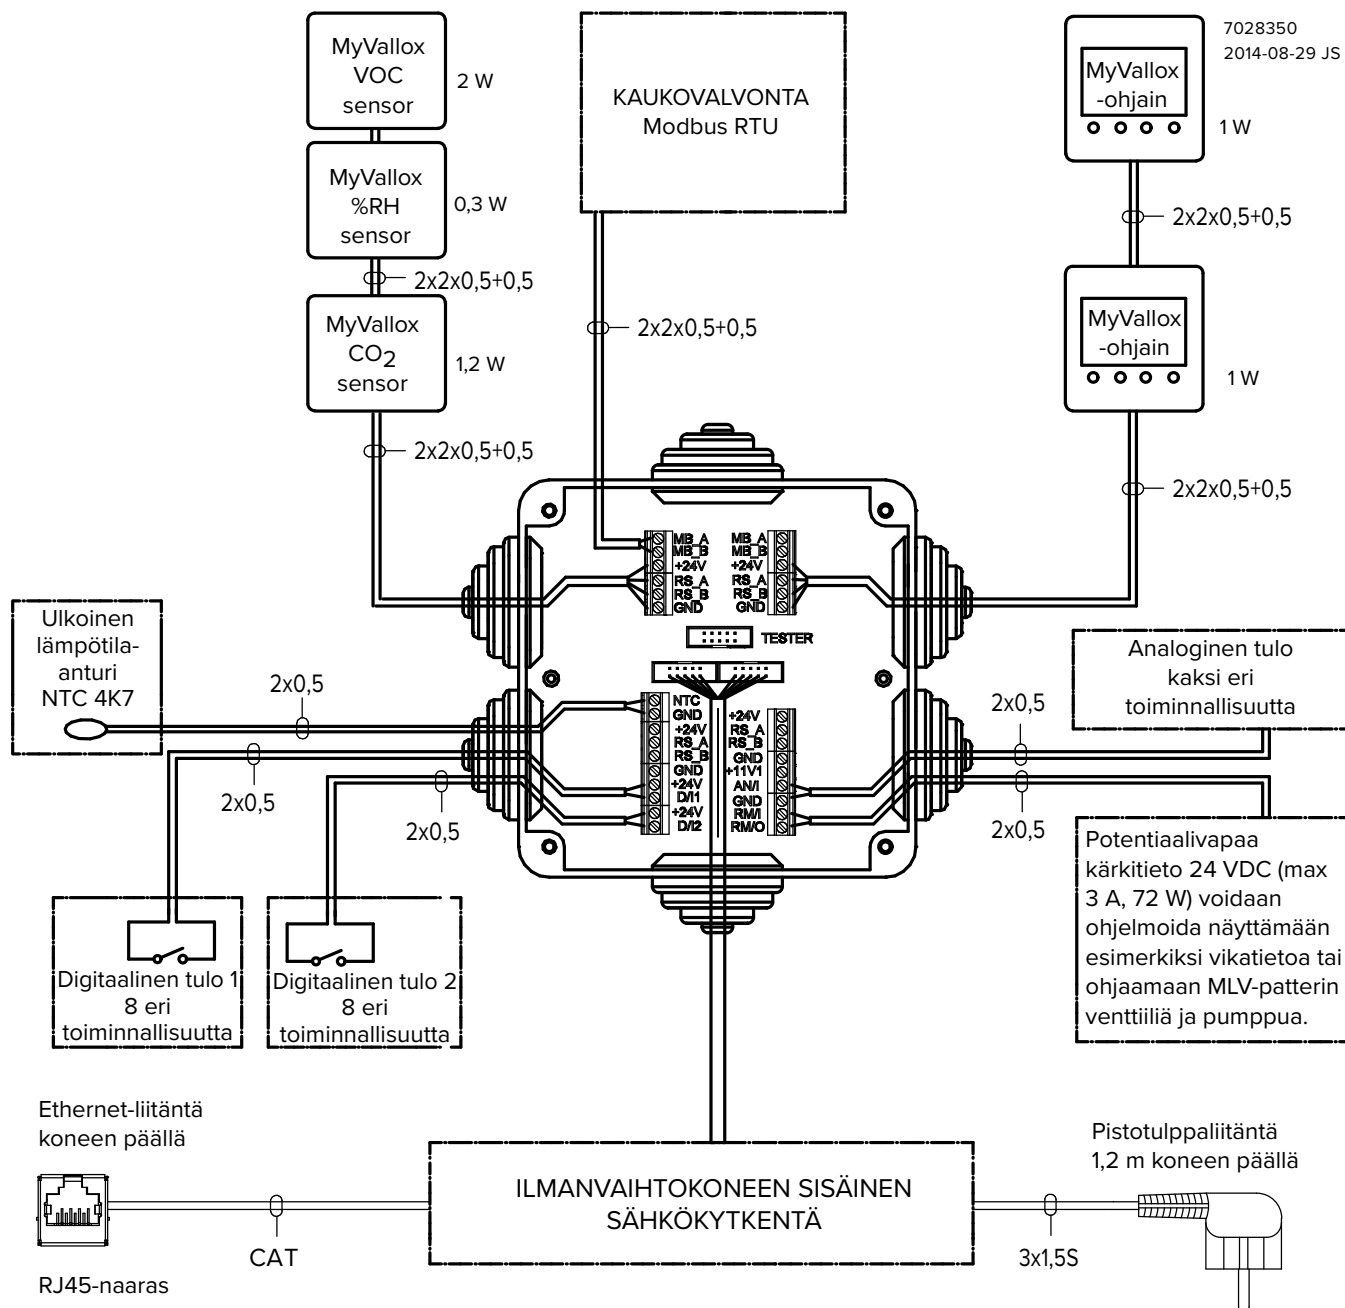 MyVallox
VOC
sensor
2 W
MyVallox
%RH
sensor
0,3 W
2x2x0,5+0,5
MyVallox
CO2
sensor
1,2 W
2x2x0,5+0,5
KAUKOVALVONTA
Modbus RTU
2x2x0,5+0,5
7028350
2014-08-29 JS
MyVallox
-ohjain
1 W
2x2x0,5+0,5
MyVallox
-ohjain
1 W
2x2x0,5+0,5
MB_A
MB_B
+24V
RS_A
RS_B
GND
MB_A
MB_B
+24V
RS_A
RS_B
GND
TESTER
NTC
GND
+24V
RS_A
RS_B
GND
+24V
D/I1
+24V
D/I2
+24V
RS_A
RS_B
GND
+11V1
AN/I
GND
RM/I
RM/O
Ulkoinen
lämpötila-
anturi
NTC 4K7
2x0,5
2x0,5
2x0,5
Digitaalinen tulo 1
8 eri
toiminnallisuutta
Digitaalinen tulo 2
8 eri
toiminnallisuutta
Analoginen tulo
kaksi eri
toiminnallisuutta
2x0,5
2x0,5
Potentiaalivapaa
kärkitieto 24 VDC (max
3 A, 72 W) voidaan
ohjelmoida näyttämään
esimerkiksi vikatietoa tai
ohjaamaan MLV-patterin
venttiiliä ja pumppua.
Ethernet-liitäntä
koneen päällä
RJ45-naaras
CAT
ILMANVAIHTOKONEEN SISÄINEN
SÄHKÖKYTKENTÄ
3x1,5S
Pistotulppaliitäntä
1,2 m koneen päällä